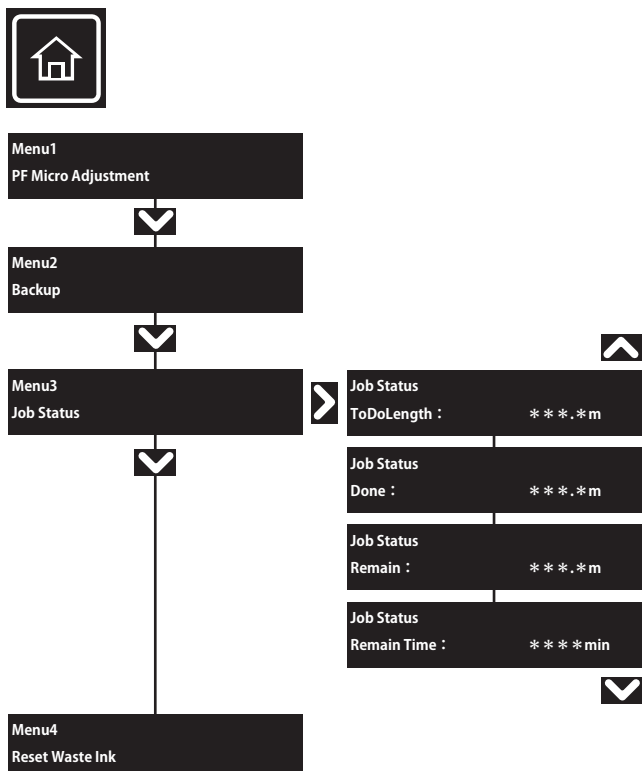 Menu1
PF Micro Adjustment
Menu2
Backup
Menu3
Job Status
Job Status
ToDoLength： ＊＊＊.＊m
Job Status
Done： ＊＊＊.＊m
Job Status
Remain： ＊＊＊.＊m
Job Status
Remain Time： ＊＊＊＊min
Menu4
Reset Waste Ink